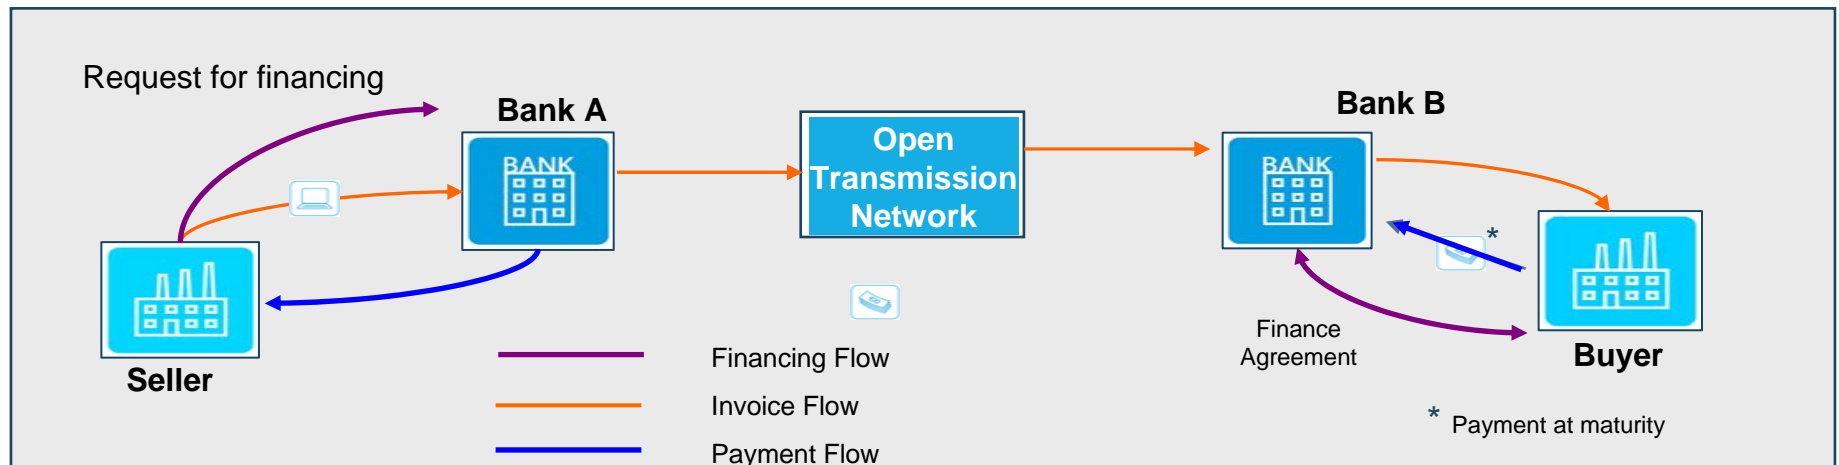 Request for financing
Bank A
Bank B
BANK
Open
Transmission
Network
BANK
*
Seller
Finance
Agreement
Buyer
Financing Flow
Invoice Flow
Payment Flow
* Payment at maturity